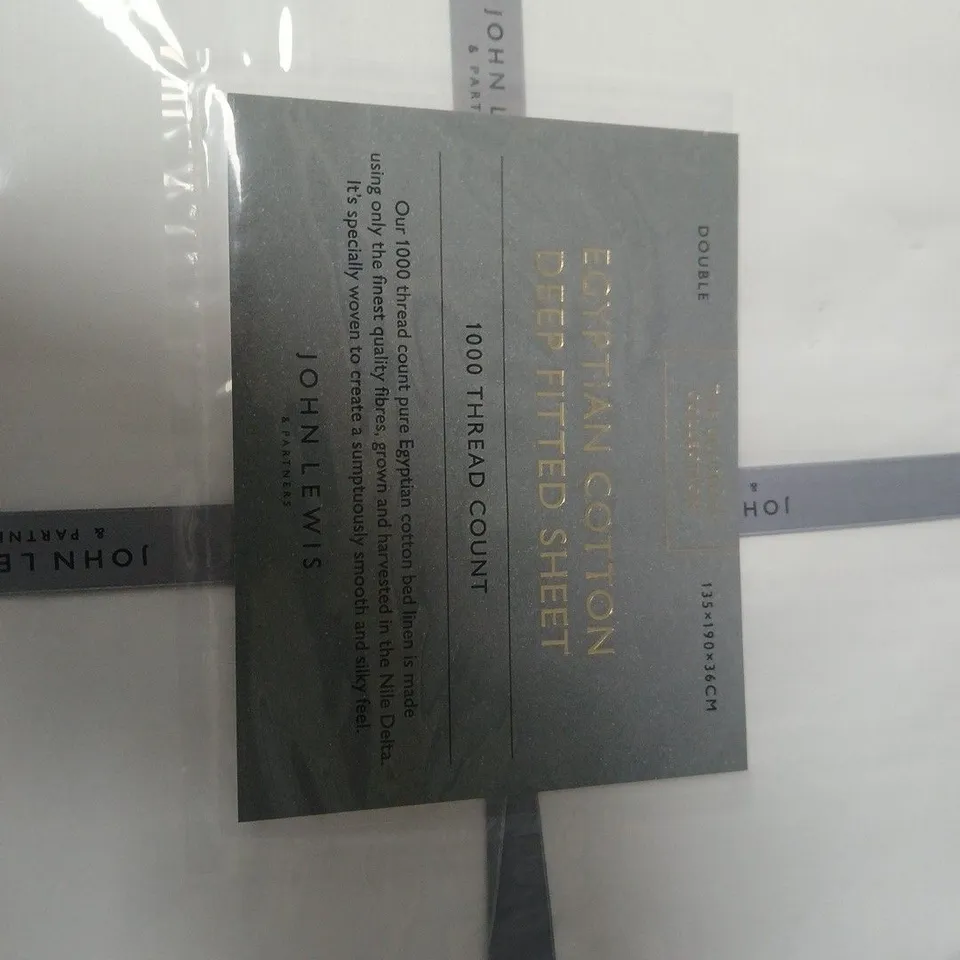 DOUBLE
135×190×36CM
EGYPTIAN COTTON
DEEP FITTED SHEET
1000 THREAD COUNT
Our 1000 thread count pure Egyptian cotton bed linen is made
using only the finest quality fibres, grown and harvested in the Nile Delta.
It's specially woven to create a sumptuously smooth and silky feel.
JOHN LEWIS
& PARTNERS
JOHN L
& PART
JOH
&
JOHN LE
& PARTNE